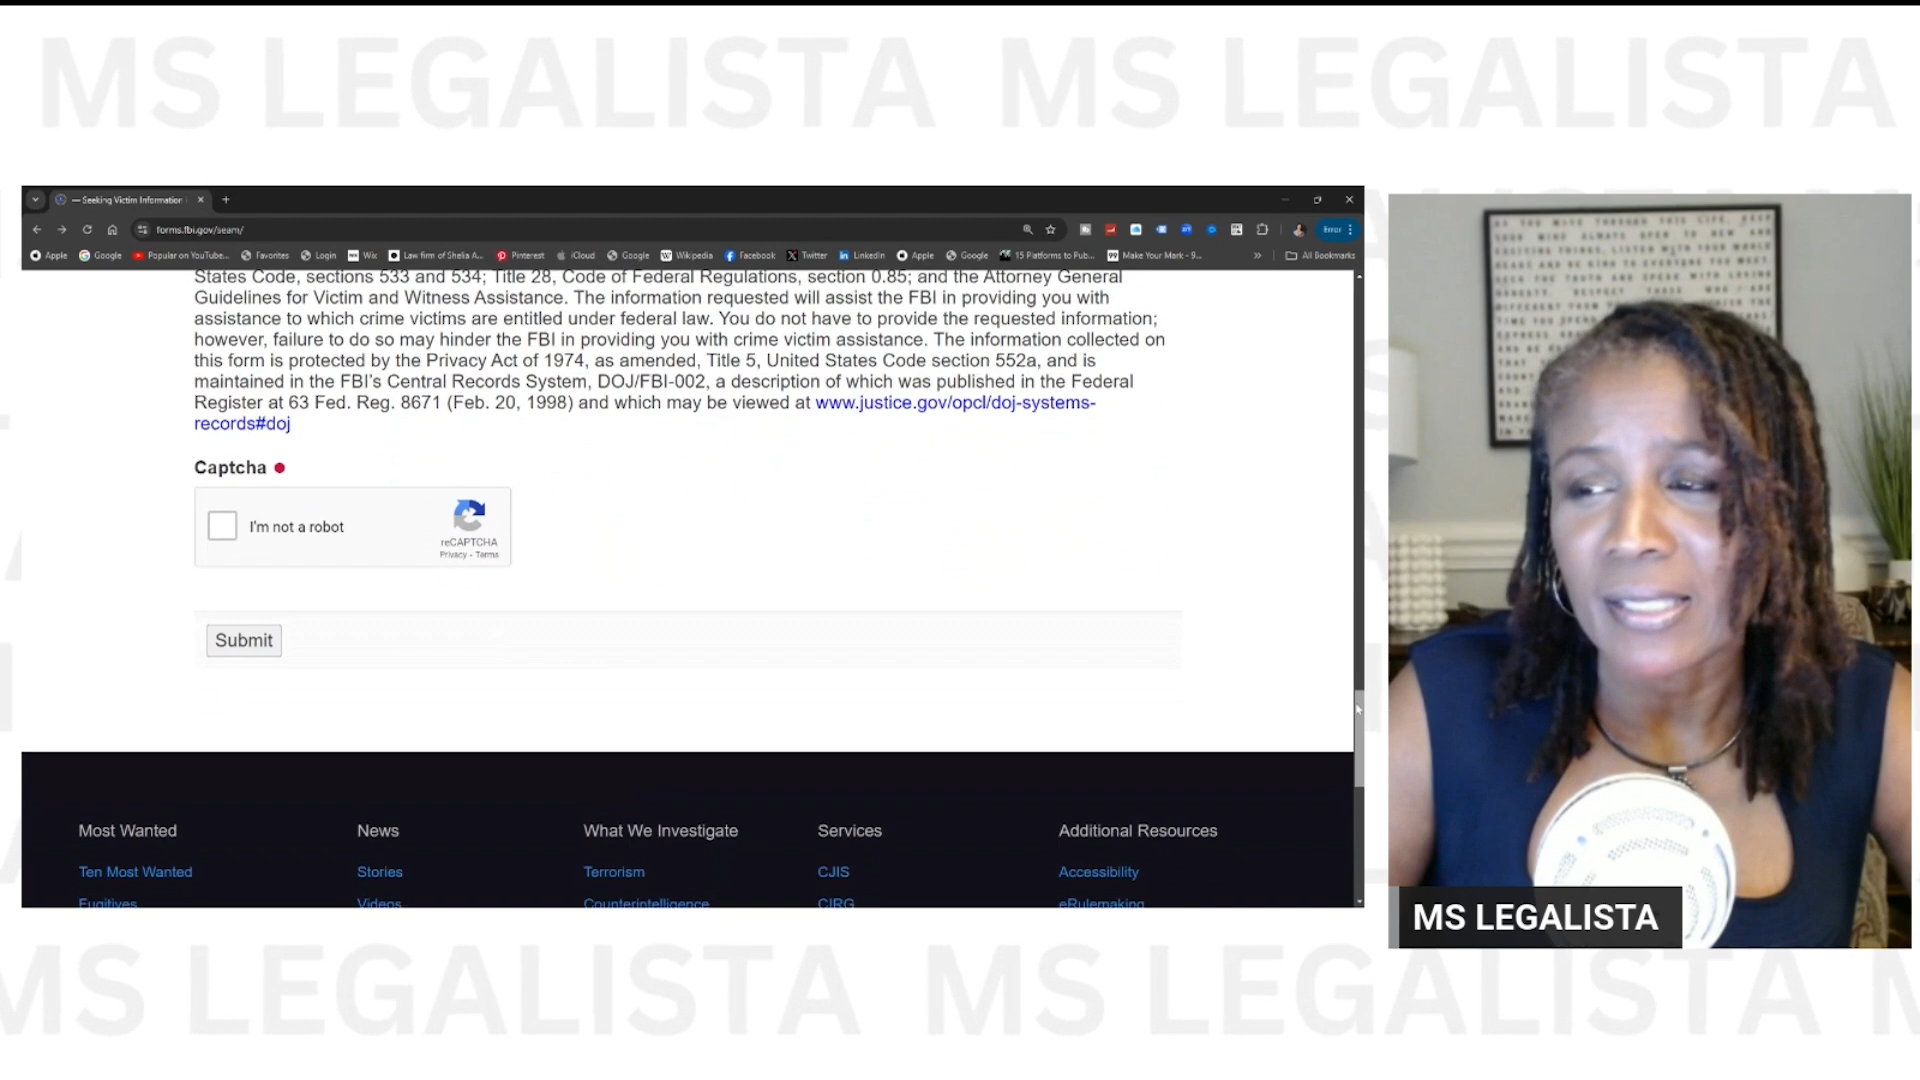 MS LEGALISTA MS LEGALISTA
— Seeking Victim Information
forms.fbi.gov/seam/
Error
Apple Google Popular on YouTube... Favorites Login Wix Law firm of Shelia A... Pinterest iCloud Google Wikipedia Facebook Twitter LinkedIn Apple Google 15 Platforms to Pub... Make Your Mark - 9... » All Bookmarks
States Code, sections 533 and 534; Title 28, Code of Federal Regulations, section 0.85; and the Attorney General
Guidelines for Victim and Witness Assistance. The information requested will assist the FBI in providing you with
assistance to which crime victims are entitled under federal law. You do not have to provide the requested information;
however, failure to do so may hinder the FBI in providing you with crime victim assistance. The information collected on
this form is protected by the Privacy Act of 1974, as amended, Title 5, United States Code section 552a, and is
maintained in the FBI's Central Records System, DOJ/FBI-002, a description of which was published in the Federal
Register at 63 Fed. Reg. 8671 (Feb. 20, 1998) and which may be viewed at www.justice.gov/opcl/doj-systems-
records#doj
Captcha
I'm not a robot
reCAPTCHA
Privacy - Terms
Submit
Most Wanted News What We Investigate Services Additional Resources
Ten Most Wanted Stories Terrorism CJIS Accessibility
Fugitives Videos Counterintelligence CIRG eRulemaking
MS LEGALISTA
MS LEGALISTA MS LEGALISTA M